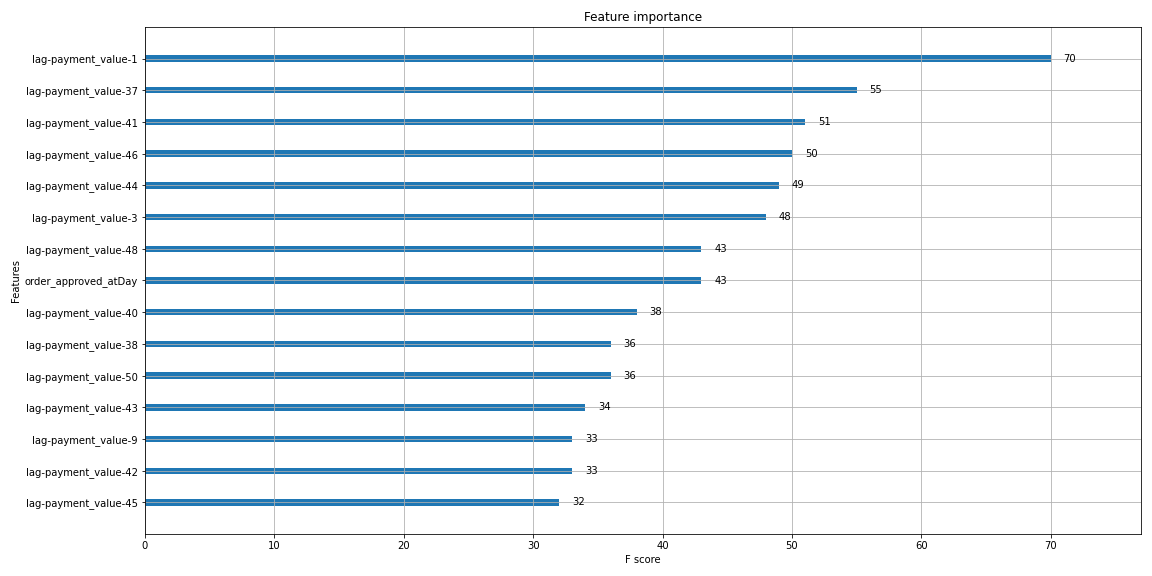 Feature importance
lag-payment_value-1 70
lag-payment_value-37 55
lag-payment_value-41 51
lag-payment_value-46 50
lag-payment_value-44 49
lag-payment_value-3 48
lag-payment_value-48 43
order_approved_atDay 43
lag-payment_value-40 38
lag-payment_value-38 36
lag-payment_value-50 36
lag-payment_value-43 34
lag-payment_value-9 33
lag-payment_value-42 33
lag-payment_value-45 32
Features
0 10 20 30 40 50 60 70
F score